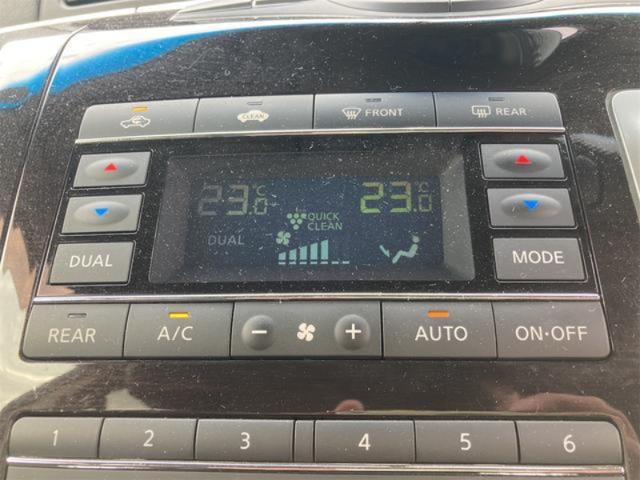 CLEAN FRONT REAR
23.0°C 23.0°C
QUICK
CLEAN
DUAL
DUAL MODE
REAR A/C − + AUTO ON·OFF
1 2 3 4 5 6